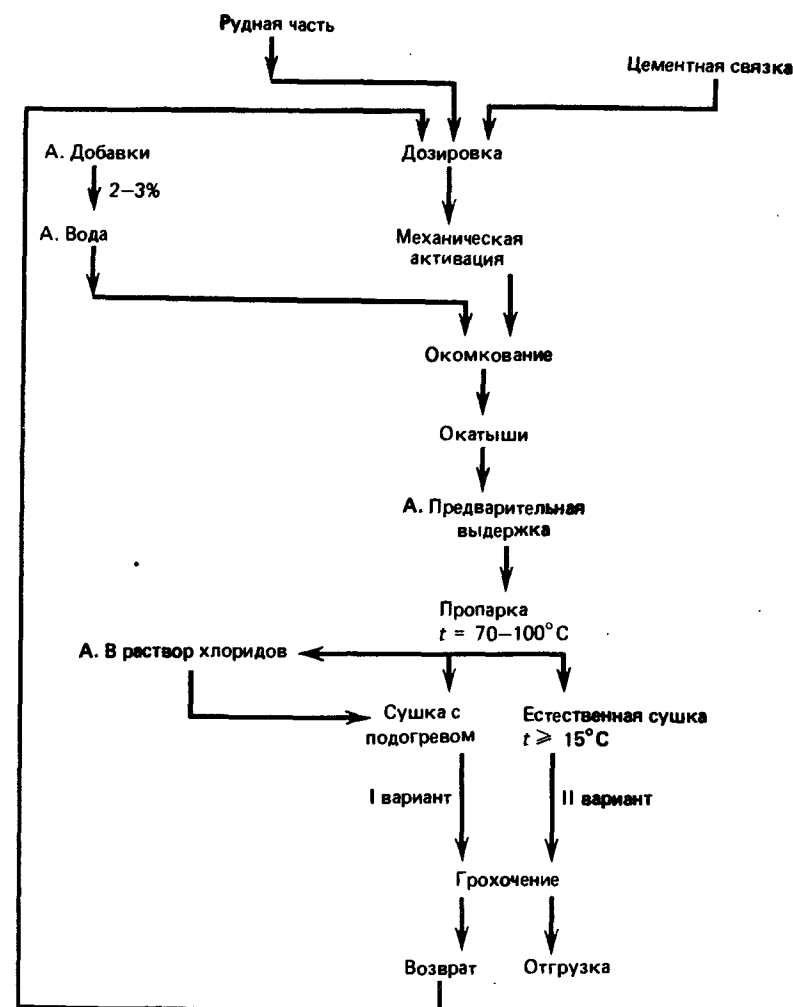 Рудная часть
Цементная связка
А. Добавки
Дозировка
2—3%
А. Вода
Механическая
активация
Окомкование
Окатыши
А. Предварительная
выдержка
Пропарка
t = 70—100°С
А. В раствор хлоридов
Сушка с
подогревом
Естественная сушка
t ⩾ 15°С
I вариант
II вариант
Грохочение
Возврат
Отгрузка